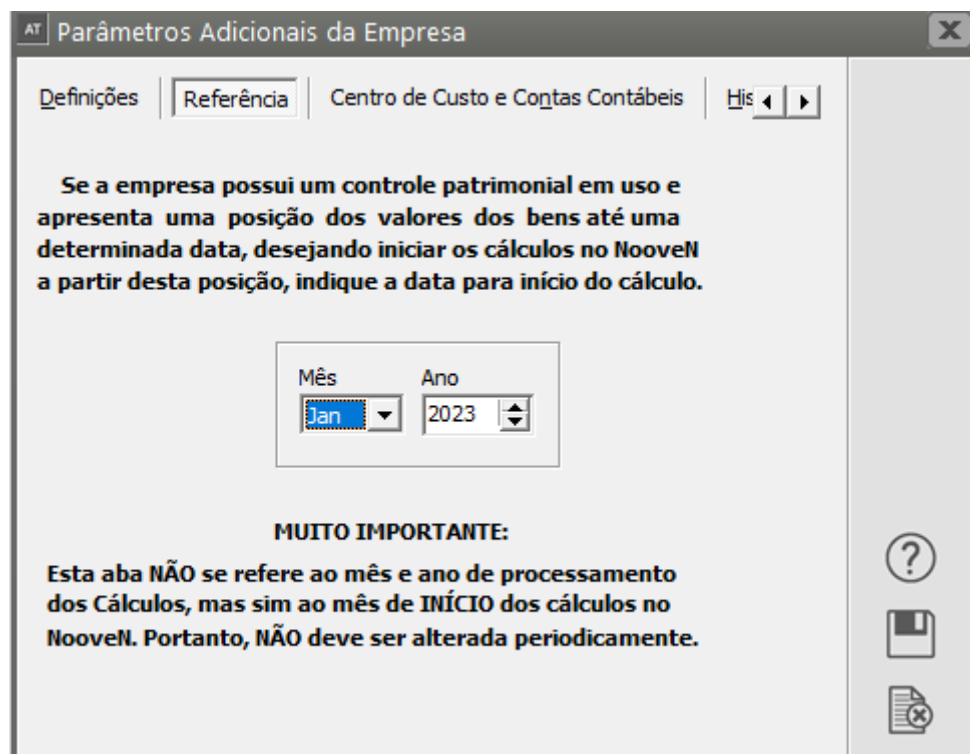 AT Parâmetros Adicionais da Empresa
Definições Referência Centro de Custo e Contas Contábeis His
Se a empresa possui um controle patrimonial em uso e
apresenta uma posição dos valores dos bens até uma
determinada data, desejando iniciar os cálculos no NooveN
a partir desta posição, indique a data para início do cálculo.
Mês Ano
Jan 2023
MUITO IMPORTANTE:
Esta aba NÃO se refere ao mês e ano de processamento
dos Cálculos, mas sim ao mês de INÍCIO dos cálculos no
NooveN. Portanto, NÃO deve ser alterada periodicamente.